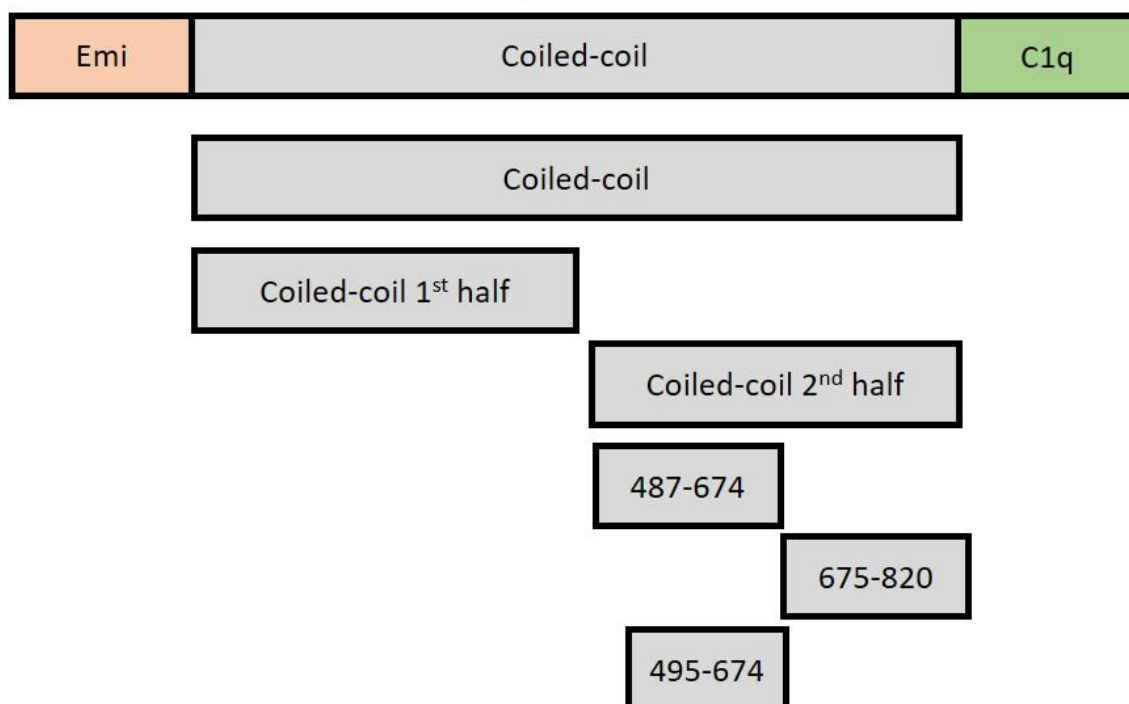 Emi Coiled-coil C1q
Coiled-coil
Coiled-coil 1st half
Coiled-coil 2nd half
487-674
675-820
495-674